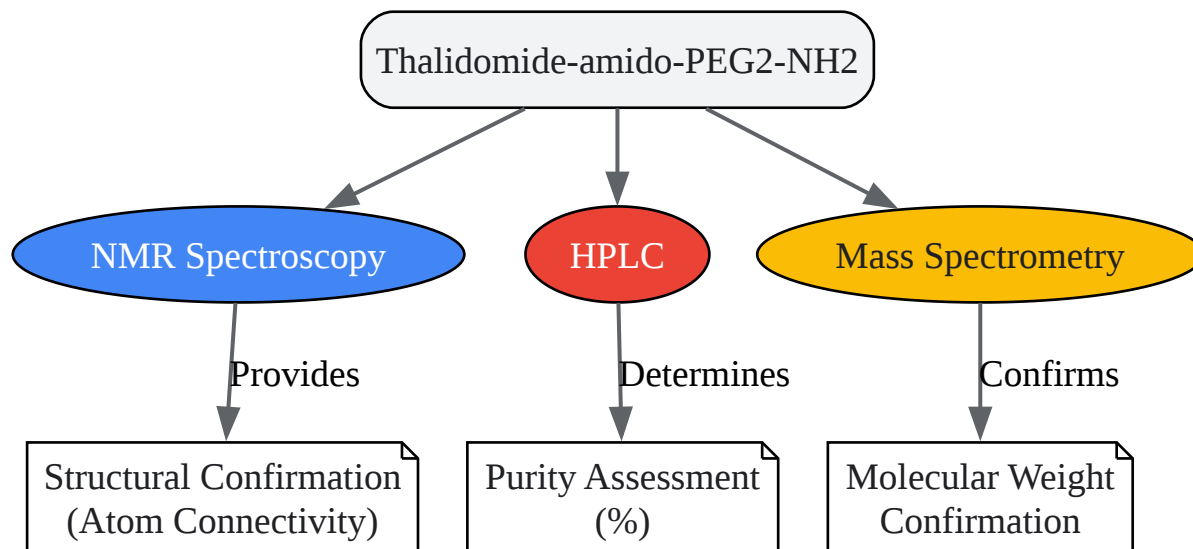 Thalidomide-amido-PEG2-NH2
NMR Spectroscopy
HPLC
Mass Spectrometry
Provides
Determines
Confirms
Structural Confirmation
(Atom Connectivity)
Purity Assessment
(%)
Molecular Weight
Confirmation